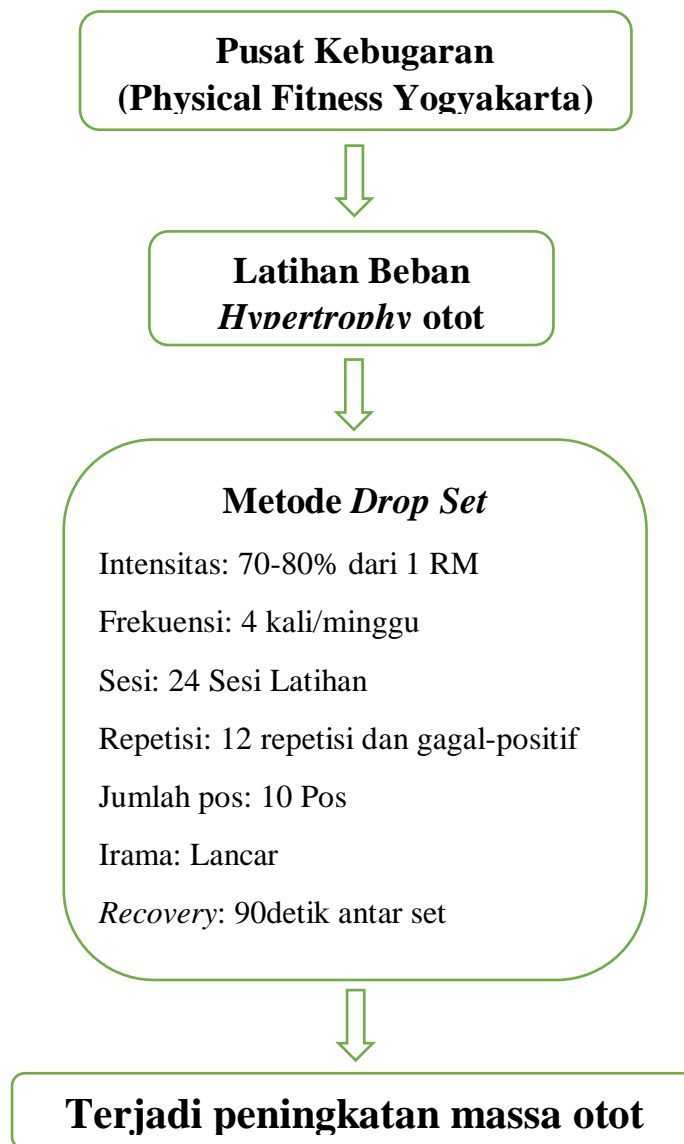 Pusat Kebugaran
(Physical Fitness Yogyakarta)
Latihan Beban
Hypertrophy otot
Metode Drop Set
Intensitas: 70-80% dari 1 RM
Frekuensi: 4 kali/minggu
Sesi: 24 Sesi Latihan
Repetisi: 12 repetisi dan gagal-positif
Jumlah pos: 10 Pos
Irama: Lancar
Recovery: 90detik antar set
Terjadi peningkatan massa otot